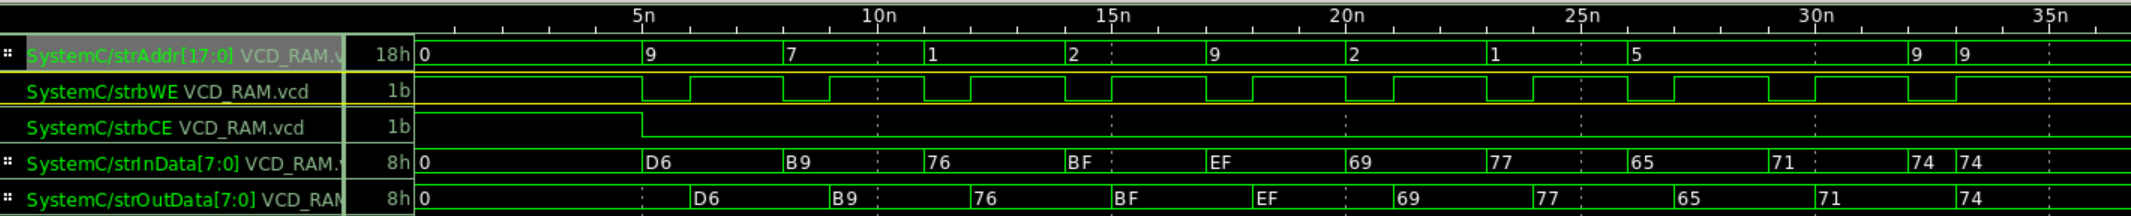 5n 10n 15n 20n 25n 30n 35n
SystemC/strAddr[17:0] VCD_RAM.v 18h 0 9 7 1 2 9 2 1 5 9 9
SystemC/strbWE VCD_RAM.vcd 1b
SystemC/strbCE VCD_RAM.vcd 1b
SystemC/strInData[7:0] VCD_RAM. 8h 0 D6 B9 76 BF EF 69 77 65 71 74 74
SystemC/strOutData[7:0] VCD_RAM 8h 0 D6 B9 76 BF EF 69 77 65 71 74